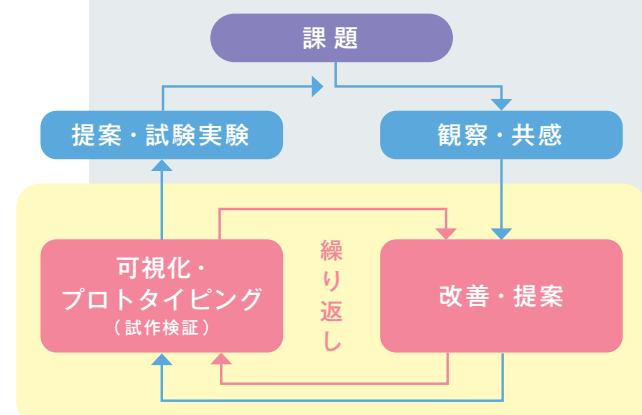 課題
提案・試験実験
観察・共感
可視化・
プロトタイピング
（試作検証）
繰り返し
改善・提案